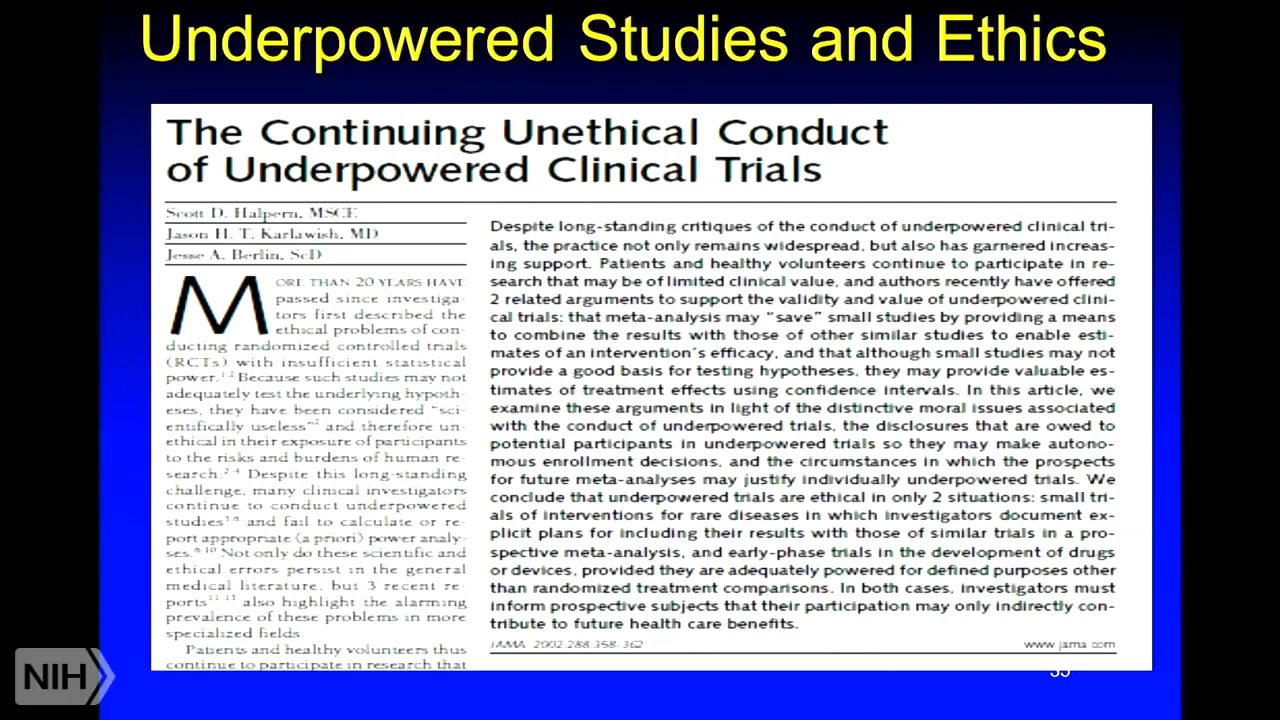 Underpowered Studies and Ethics
The Continuing Unethical Conduct
of Underpowered Clinical Trials
Scott D. Halpern, MSCE
Jason H. T. Karlawish, MD
Jesse A. Berlin, ScD
MORE THAN 20 YEARS HAVE
passed since investiga-
tors first described the
ethical problems of con-
ducting randomized controlled trials
(RCTs) with insufficient statistical
power.1,2 Because such studies may not
adequately test the underlying hypoth-
eses, they have been considered "sci-
entifically useless"2 and therefore un-
ethical in their exposure of participants
to the risks and burdens of human re-
search.2-4 Despite this long-standing
challenge, many clinical investigators
continue to conduct underpowered
studies and fail to calculate or re-
port appropriate (a priori) power analy-
ses. Not only do these scientific and
ethical errors persist in the general
medical literature, but 3 recent re-
ports also highlight the alarming
prevalence of these problems in more
specialized fields.
Patients and healthy volunteers thus
continue to participate in research that
Despite long-standing critiques of the conduct of underpowered clinical tri-
als, the practice not only remains widespread, but also has garnered increas-
ing support. Patients and healthy volunteers continue to participate in re-
search that may be of limited clinical value, and authors recently have offered
2 related arguments to support the validity and value of underpowered clini-
cal trials: that meta-analysis may "save" small studies by providing a means
to combine the results with those of other similar studies to enable esti-
mates of an intervention's efficacy, and that although small studies may not
provide a good basis for testing hypotheses, they may provide valuable es-
timates of treatment effects using confidence intervals. In this article, we
examine these arguments in light of the distinctive moral issues associated
with the conduct of underpowered trials, the disclosures that are owed to
potential participants in underpowered trials so they may make autono-
mous enrollment decisions, and the circumstances in which the prospects
for future meta-analyses may justify individually underpowered trials. We
conclude that underpowered trials are ethical in only 2 situations: small tri-
als of interventions for rare diseases in which investigators document ex-
plicit plans for including their results with those of similar trials in a pro-
spective meta-analysis, and early-phase trials in the development of drugs
or devices, provided they are adequately powered for defined purposes other
than randomized treatment comparisons. In both cases, investigators must
inform prospective subjects that their participation may only indirectly con-
tribute to future health care benefits.
JAMA. 2002;288:358-362
www.jama.com
NIH